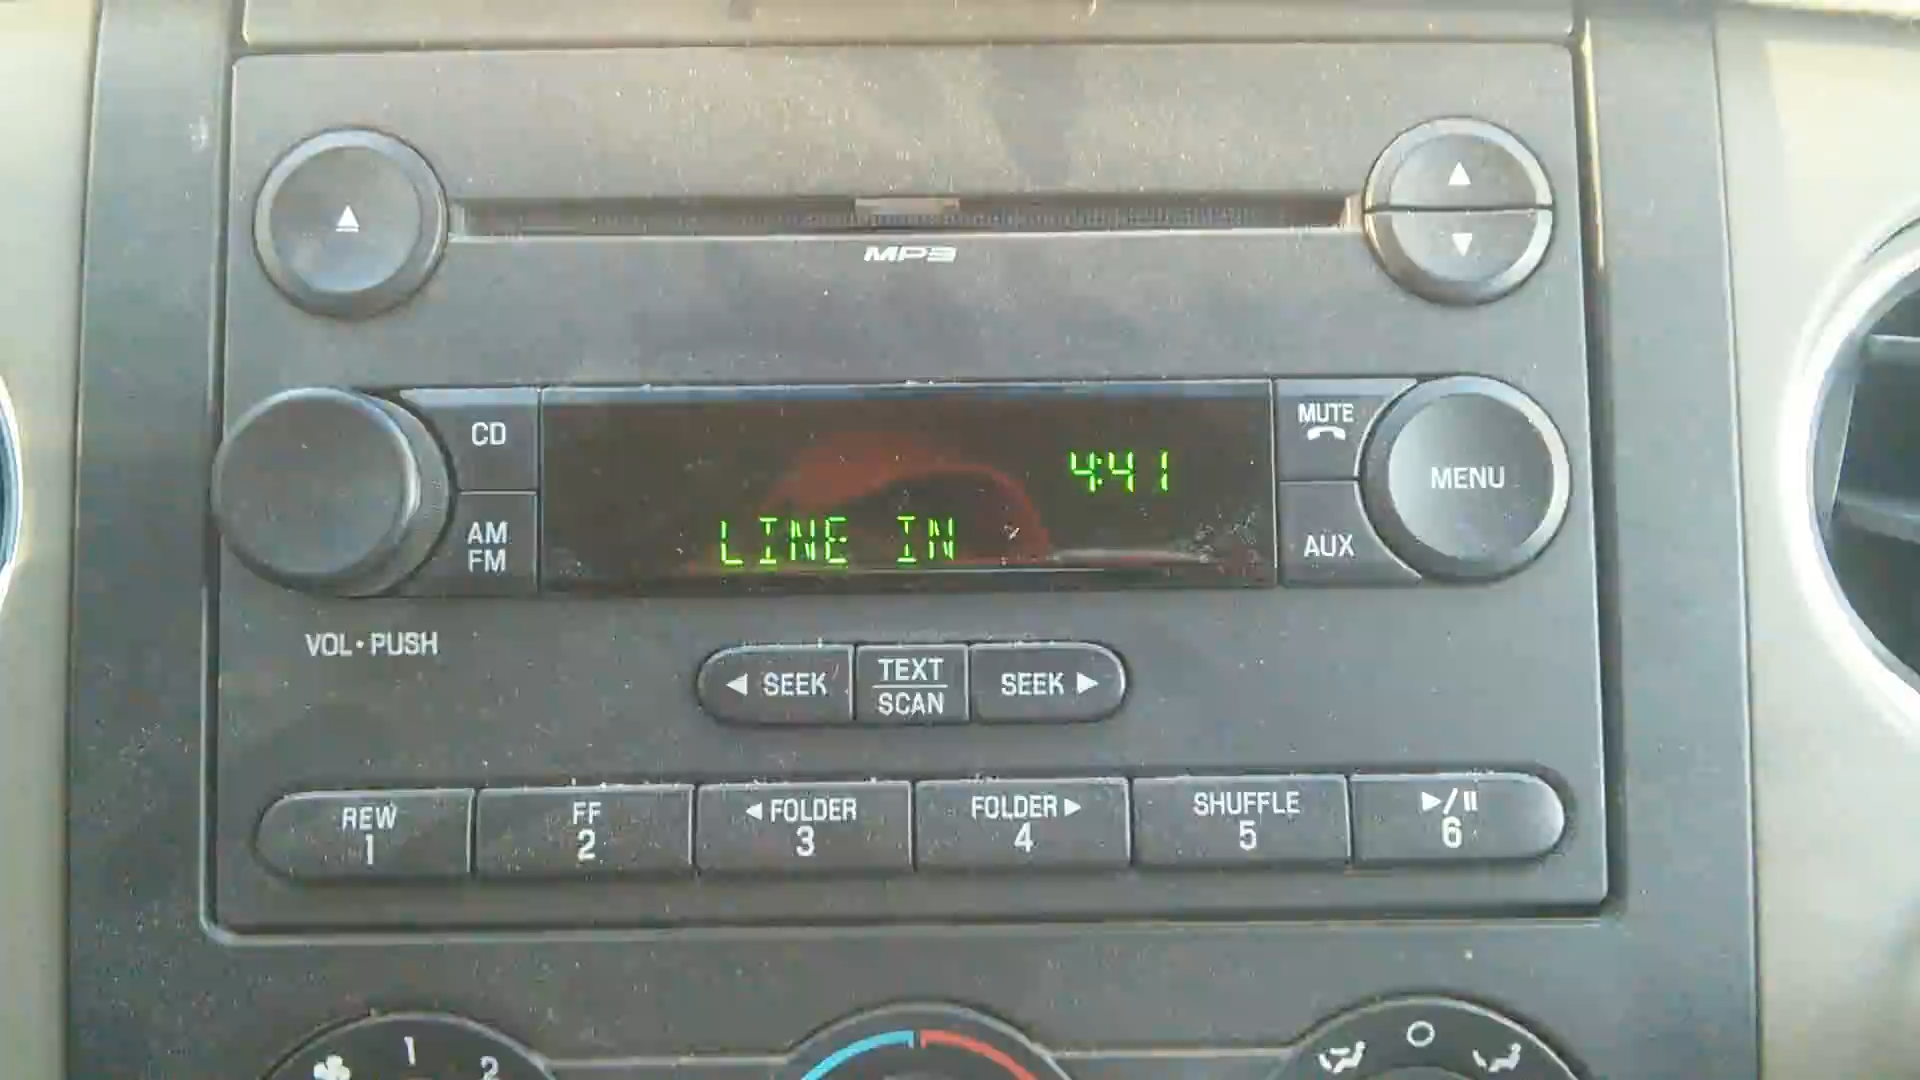 MP3
CD
4:41
MUTE
MENU
AM
FM
LINE IN
AUX
VOL•PUSH
◀ SEEK
TEXT
SCAN
SEEK ▶
REW
1
FF
2
◀ FOLDER
3
FOLDER ▶
4
SHUFFLE
5
▶/II
6
1
2